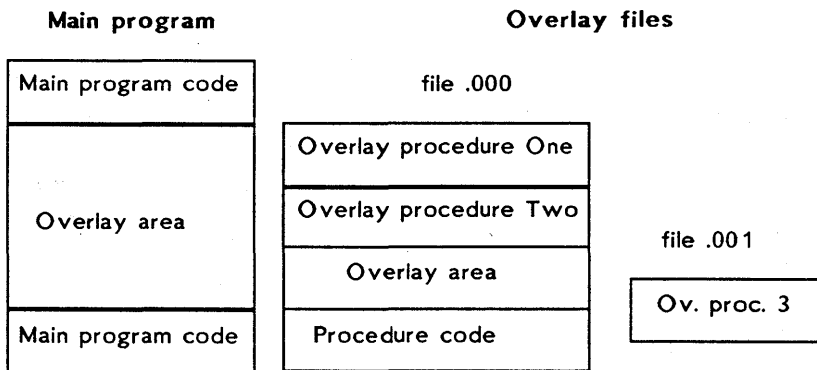 Main program
Overlay files
Main program code
file .000
Overlay procedure One
Overlay procedure Two
Overlay area
file .001
Overlay area
Ov. proc. 3
Main program code
Procedure code